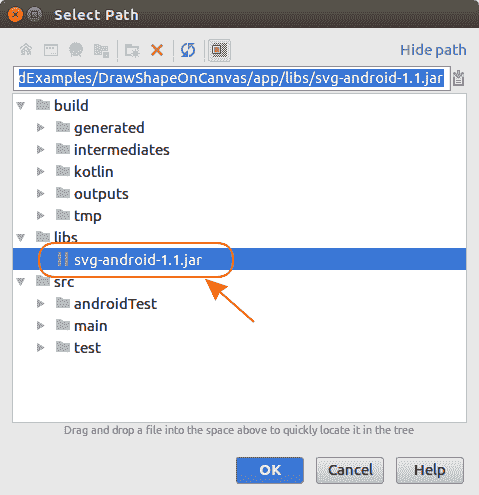 Select Path
Hide path
dExamples/DrawShapeOnCanvas/app/libs/svg-android-1.1.jar
build
generated
intermediates
kotlin
outputs
tmp
libs
svg-android-1.1.jar
src
androidTest
main
test
Drag and drop a file into the space above to quickly locate it in the tree
OK Cancel Help